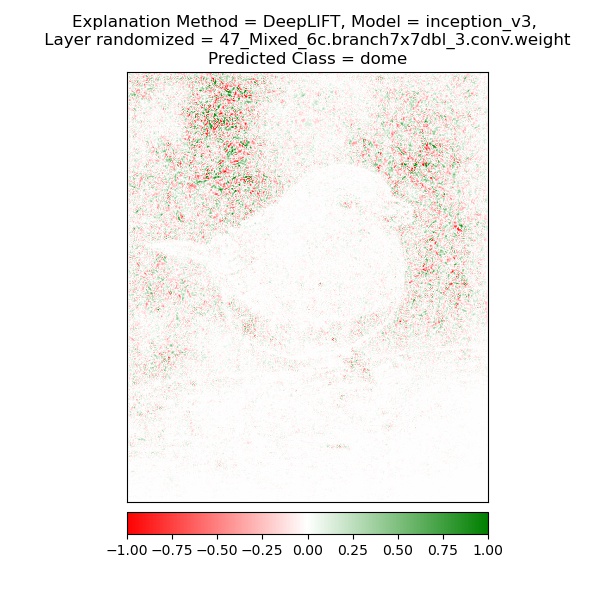 Explanation Method = DeepLIFT, Model = inception_v3,
Layer randomized = 47_Mixed_6c.branch7x7dbl_3.conv.weight
Predicted Class = dome
−1.00 −0.75 −0.50 −0.25 0.00 0.25 0.50 0.75 1.00